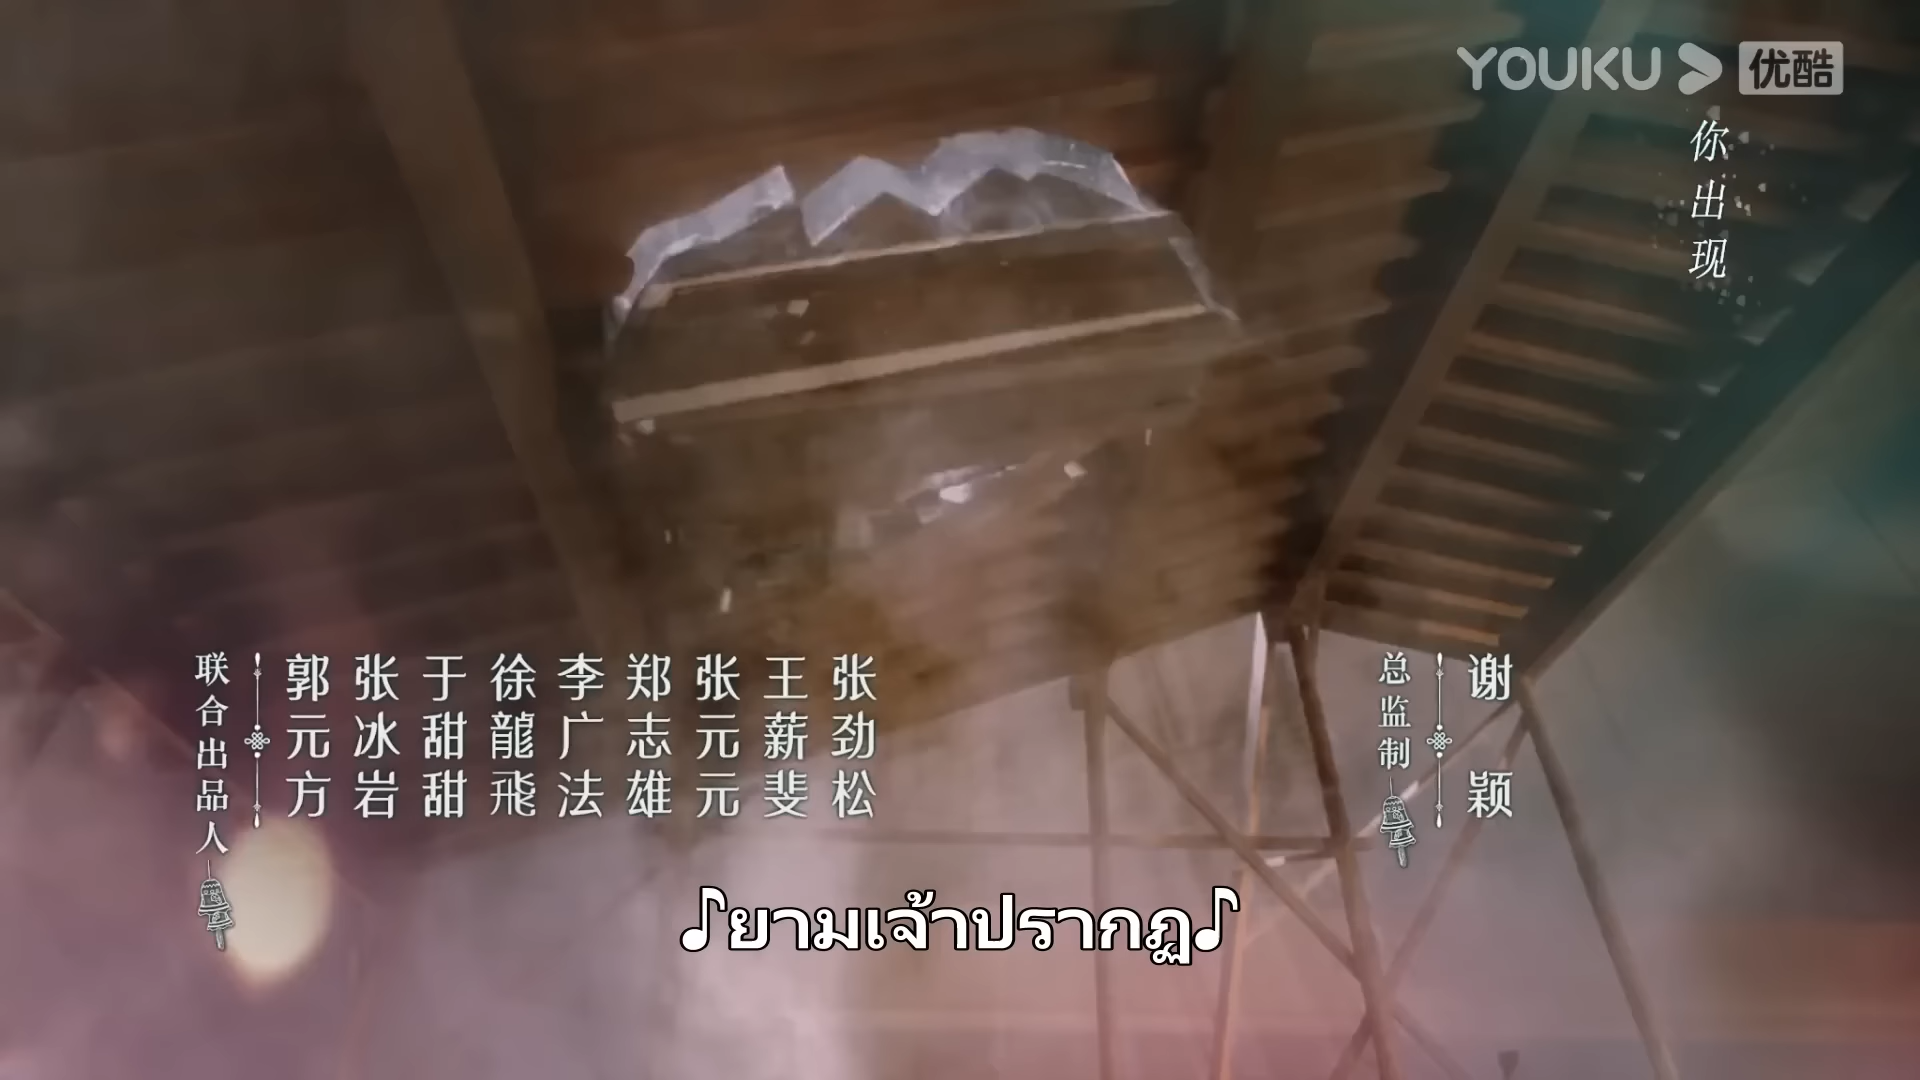 YOUKU 优酷
你出现
联合出品人
郭元方
张冰岩
于甜甜
徐龍飛
李广法
郑志雄
张元元
王薪斐
张劲松
总监制
谢颖
♪ยามเจ้าปรากฏ♪